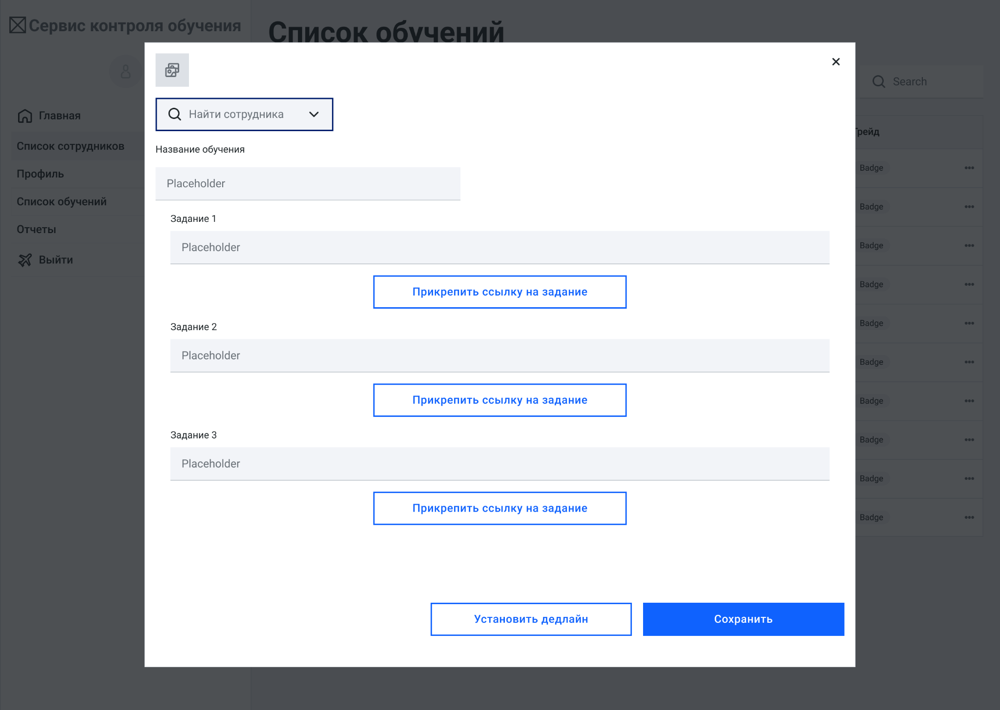 Сервис контроля обучения
Главная
Список сотрудников
Профиль
Список обучений
Отчеты
Выйти
Список обучений
Search
Грейд
Badge
Badge
Badge
Badge
Badge
Badge
Badge
Badge
Badge
Badge
Найти сотрудника
Название обучения
Placeholder
Задание 1
Placeholder
Прикрепить ссылку на задание
Задание 2
Placeholder
Прикрепить ссылку на задание
Задание 3
Placeholder
Прикрепить ссылку на задание
Установить дедлайн
Сохранить